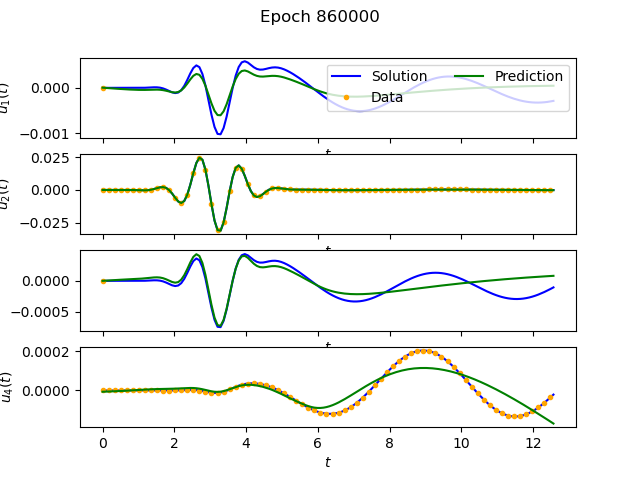 Epoch 860000
u1(t)
0.000
−0.001
Solution
Prediction
Data
t
u2(t)
0.025
0.000
−0.025
t
0.0000
−0.0005
t
u4(t)
0.0002
0.0000
0 2 4 6 8 10 12
t